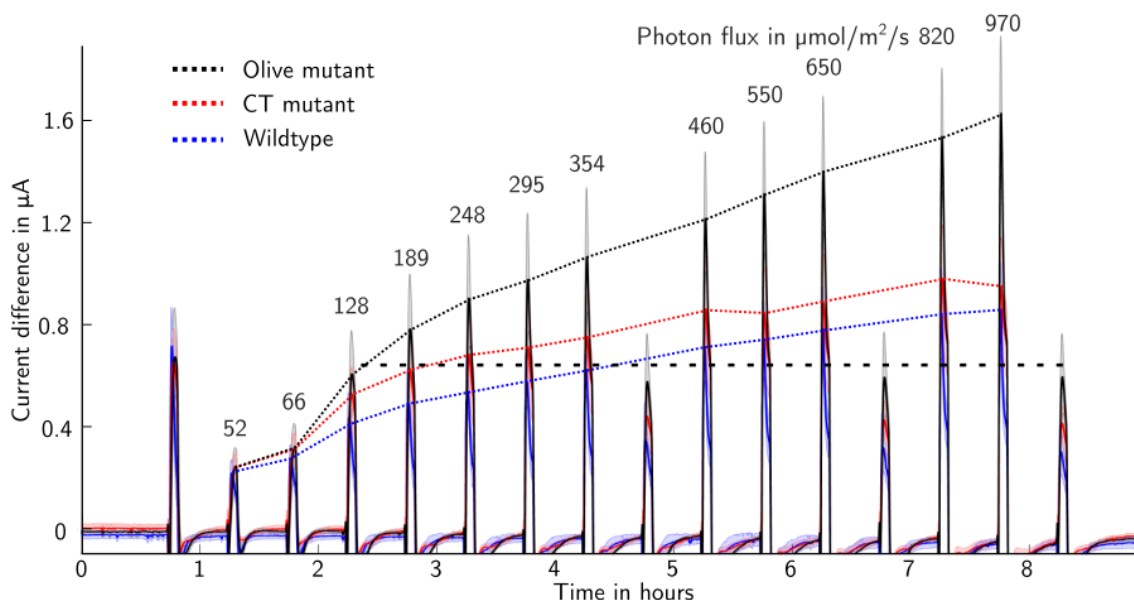 Photon flux in μmol/m²/s 820
970
Olive mutant
CT mutant
Wildtype
650
550
460
354
295
248
189
128
66
52
1.6
1.2
0.8
0.4
0
Current difference in μA
0 1 2 3 4 5 6 7 8
Time in hours